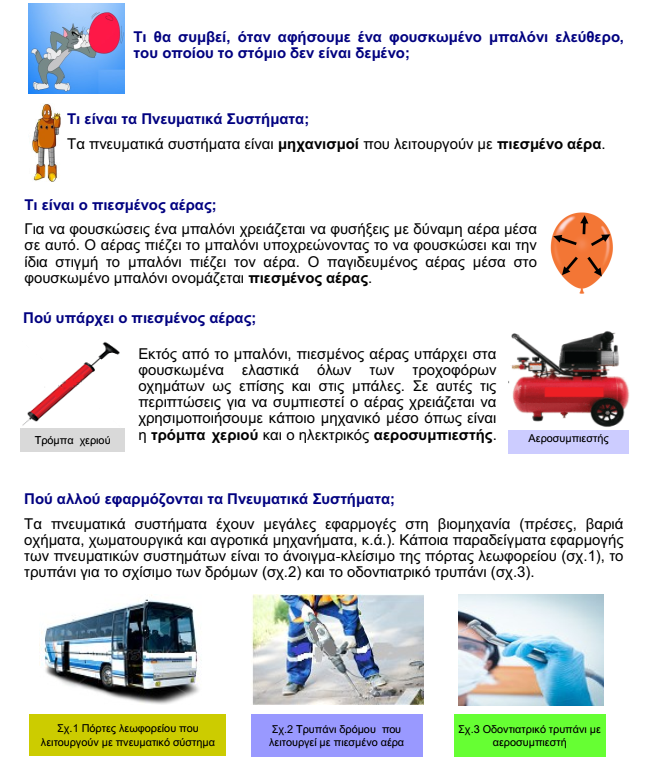 Τι θα συμβεί, όταν αφήσουμε ένα φουσκωμένο μπαλόνι ελεύθερο,
του οποίου το στόμιο δεν είναι δεμένο;
Τι είναι τα Πνευματικά Συστήματα;
Τα πνευματικά συστήματα είναι μηχανισμοί που λειτουργούν με πιεσμένο αέρα.
Τι είναι ο πιεσμένος αέρας;
Για να φουσκώσεις ένα μπαλόνι χρειάζεται να φυσήξεις με δύναμη αέρα μέσα
σε αυτό. Ο αέρας πιέζει το μπαλόνι υποχρεώνοντας το να φουσκώσει και την
ίδια στιγμή το μπαλόνι πιέζει τον αέρα. Ο παγιδευμένος αέρας μέσα στο
φουσκωμένο μπαλόνι ονομάζεται πιεσμένος αέρας.
Πού υπάρχει ο πιεσμένος αέρας;
Εκτός από το μπαλόνι, πιεσμένος αέρας υπάρχει στα
φουσκωμένα ελαστικά όλων των τροχοφόρων
οχημάτων ως επίσης και στις μπάλες. Σε αυτές τις
περιπτώσεις για να συμπιεστεί ο αέρας χρειάζεται να
χρησιμοποιήσουμε κάποιο μηχανικό μέσο όπως είναι
η τρόμπα χεριού και ο ηλεκτρικός αεροσυμπιεστής.
Τρόμπα χεριού
Αεροσυμπιεστής
Πού αλλού εφαρμόζονται τα Πνευματικά Συστήματα;
Τα πνευματικά συστήματα έχουν μεγάλες εφαρμογές στη βιομηχανία (πρέσες, βαριά
οχήματα, χωματουργικά και αγροτικά μηχανήματα, κ.ά.). Κάποια παραδείγματα εφαρμογής
των πνευματικών συστημάτων είναι το άνοιγμα-κλείσιμο της πόρτας λεωφορείου (σχ.1), το
τρυπάνι για το σχίσιμο των δρόμων (σχ.2) και το οδοντιατρικό τρυπάνι (σχ.3).
Σχ.1 Πόρτες λεωφορείου που
λειτουργούν με πνευματικό σύστημα
Σχ.2 Τρυπάνι δρόμου που
λειτουργεί με πιεσμένο αέρα
Σχ.3 Οδοντιατρικό τρυπάνι με
αεροσυμπιεστή